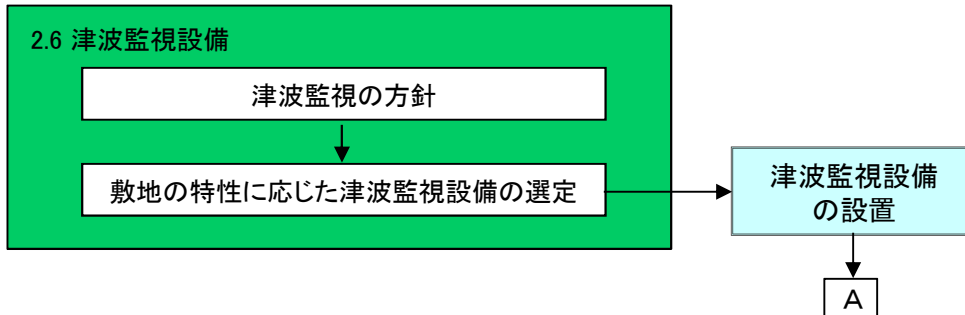 2.6 津波監視設備
津波監視の方針
敷地の特性に応じた津波監視設備の選定
津波監視設備
の設置
A